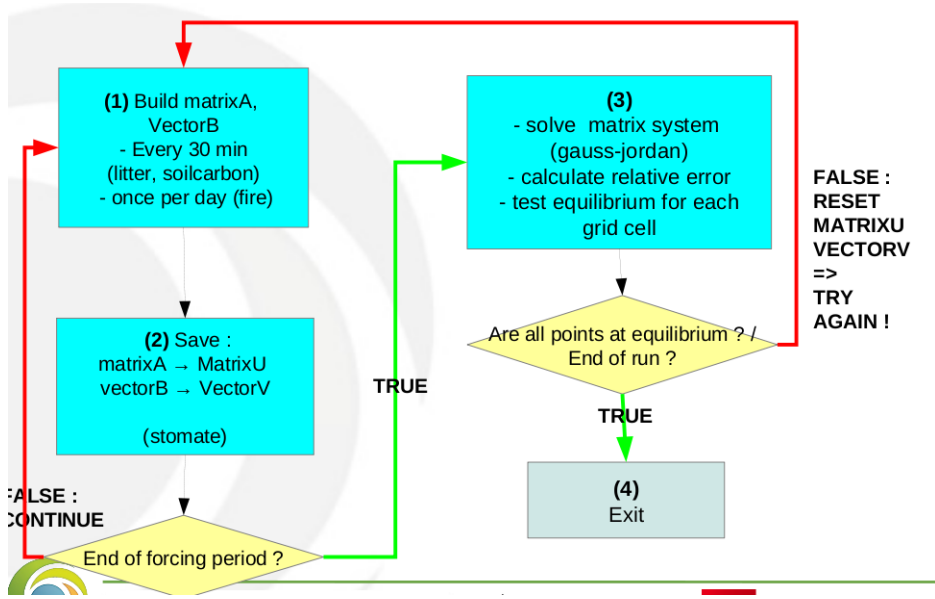 (1) Build matrixA,
VectorB
- Every 30 min
(litter, soilcarbon)
- once per day (fire)
(2) Save :
matrixA → MatrixU
vectorB → VectorV
(stomate)
FALSE :
CONTINUE
End of forcing period ?
TRUE
(3)
- solve matrix system
(gauss-jordan)
- calculate relative error
- test equilibrium for each
grid cell
Are all points at equilibrium ? /
End of run ?
TRUE
(4)
Exit
FALSE :
RESET
MATRIXU
VECTORV
=>
TRY
AGAIN !